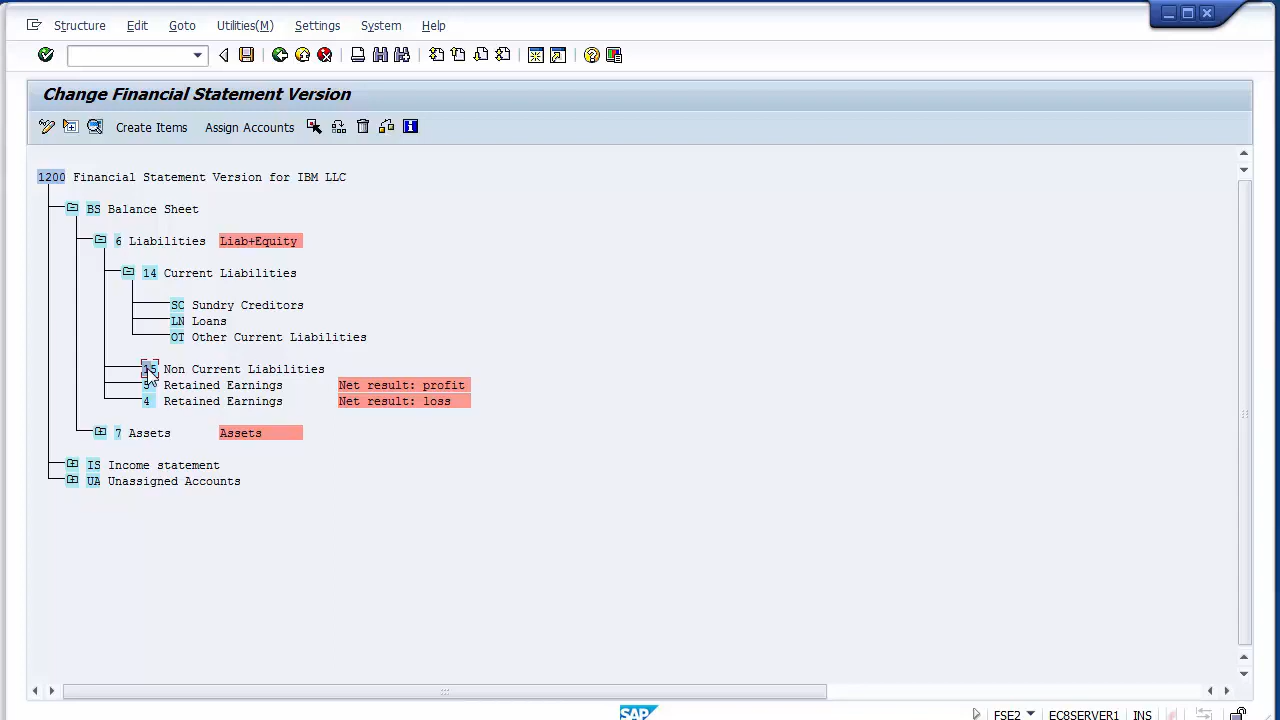 Structure Edit Goto Utilities(M) Settings System Help
Change Financial Statement Version
Create Items Assign Accounts
1200 Financial Statement Version for IBM LLC
BS Balance Sheet
6 Liabilities Liab+Equity
14 Current Liabilities
SC Sundry Creditors
LN Loans
OT Other Current Liabilities
15 Non Current Liabilities
Retained Earnings Net result: profit
4 Retained Earnings Net result: loss
7 Assets Assets
IS Income statement
UA Unassigned Accounts
SAP FSE2 EC8SERVER1 INS